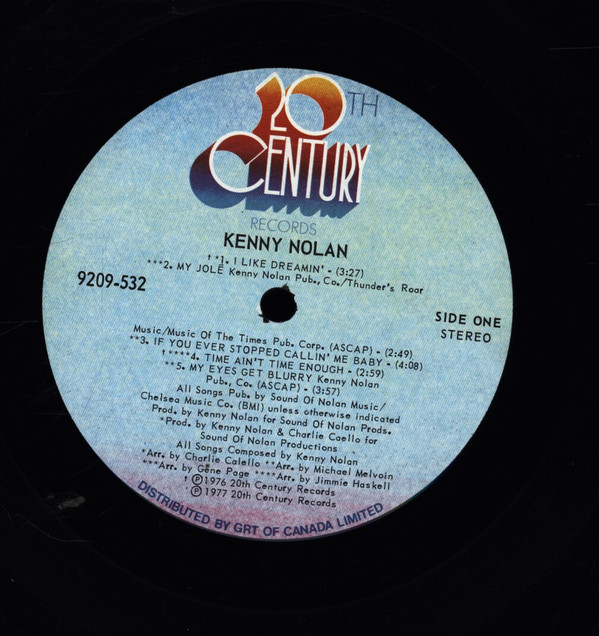 20TH
CENTURY
RECORDS
KENNY NOLAN
†*1. I LIKE DREAMIN' - (3:27)
***2. MY JOLÉ Kenny Nolan Pub., Co./Thunder's Roar
9209-532
SIDE ONE
STEREO
Music/Music Of The Times Pub. Corp. (ASCAP) - (2:49)
**3. IF YOU EVER STOPPED CALLIN' ME BABY - (4:08)
†****4. TIME AIN'T TIME ENOUGH - (2:59)
**5. MY EYES GET BLURRY Kenny Nolan
Pub., Co. (ASCAP) - (3:57)
All Songs Pub. by Sound Of Nolan Music/
Chelsea Music Co. (BMI) unless otherwise indicated
Prod. by Kenny Nolan for Sound Of Nolan Prods.
*Prod. by Kenny Nolan & Charlie Caello for
Sound Of Nolan Productions
All Songs Composed by Kenny Nolan
*Arr. by Charlie Calello **Arr. by Michael Melvoin
***Arr. by Gene Page ****Arr. by Jimmie Haskell
† ℗1976 20th Century Records
℗1977 20th Century Records
DISTRIBUTED BY GRT OF CANADA LIMITED